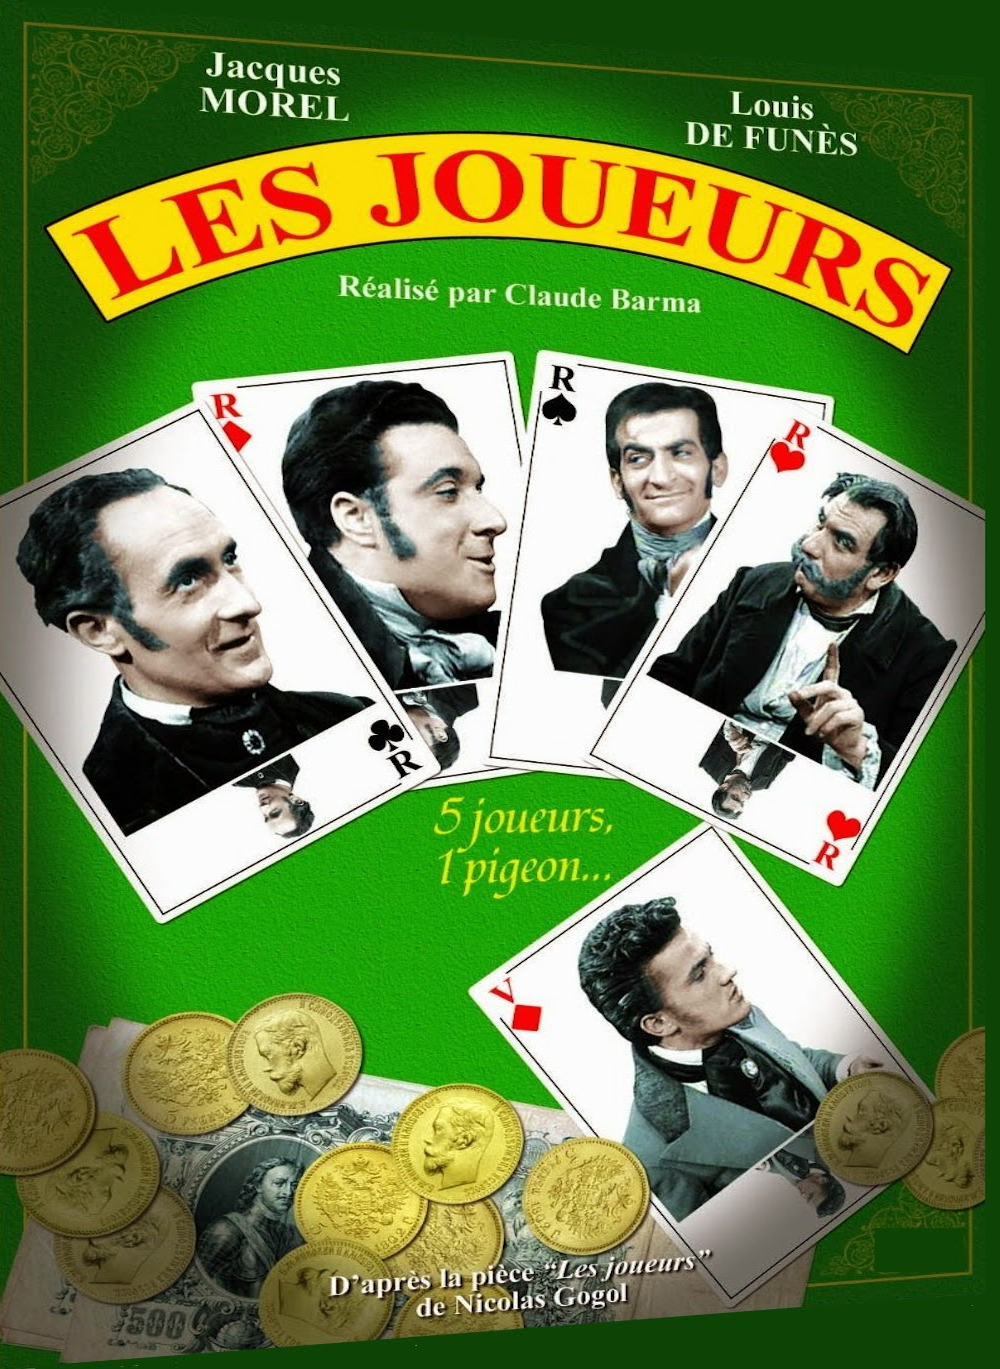 Jacques
MOREL
Louis
DE FUNÈS
LES JOUEURS
Réalisé par Claude Barma
R
R
R
R
R
5 joueurs,
1 pigeon...
V
D'après la pièce “Les joueurs”
de Nicolas Gogol
500